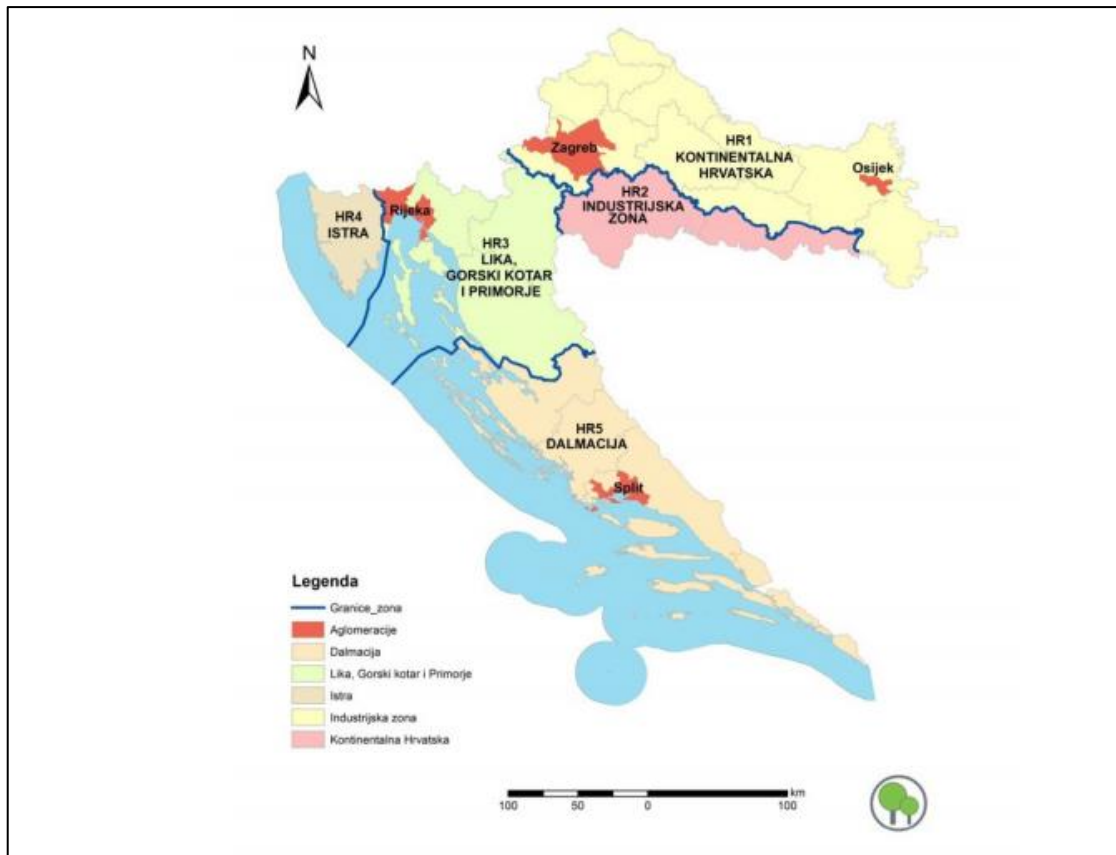 N
Zagreb
HR1
KONTINENTALNA
HRVATSKA
Osijek
HR2
INDUSTRIJSKA
ZONA
HR4
ISTRA
Rijeka
HR3
LIKA,
GORSKI KOTAR
I PRIMORJE
HR5
DALMACIJA
Split
Legenda
Granice_zona
Aglomeracije
Dalmacija
Lika, Gorski kotar i Primorje
Istra
Industrijska zona
Kontinentalna Hrvatska
km
100 50 0 100